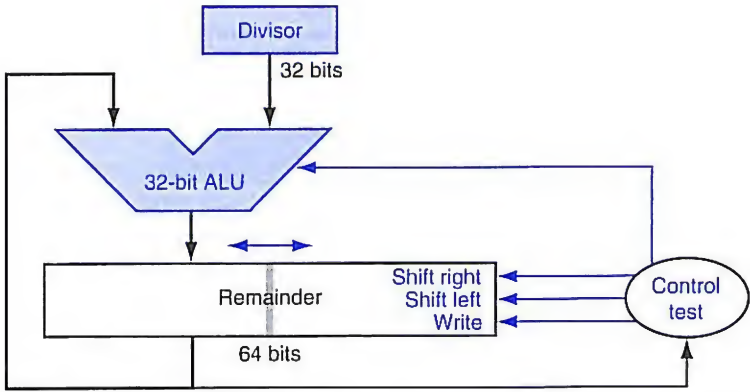 Divisor
32 bits
32-bit ALU
Remainder
Shift right
Shift left
Write
Control
test
64 bits